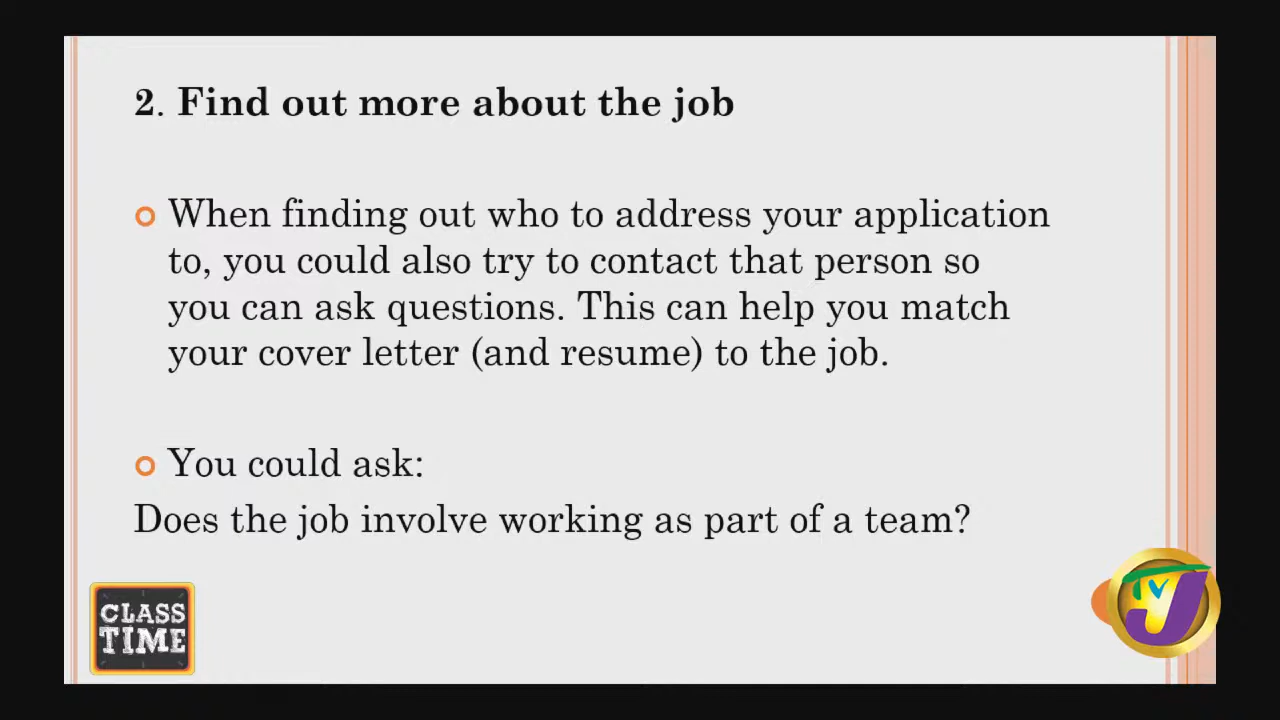 2. Find out more about the job
When finding out who to address your application
to, you could also try to contact that person so
you can ask questions. This can help you match
your cover letter (and resume) to the job.
You could ask:
Does the job involve working as part of a team?
CLASS
TIME
TVJ